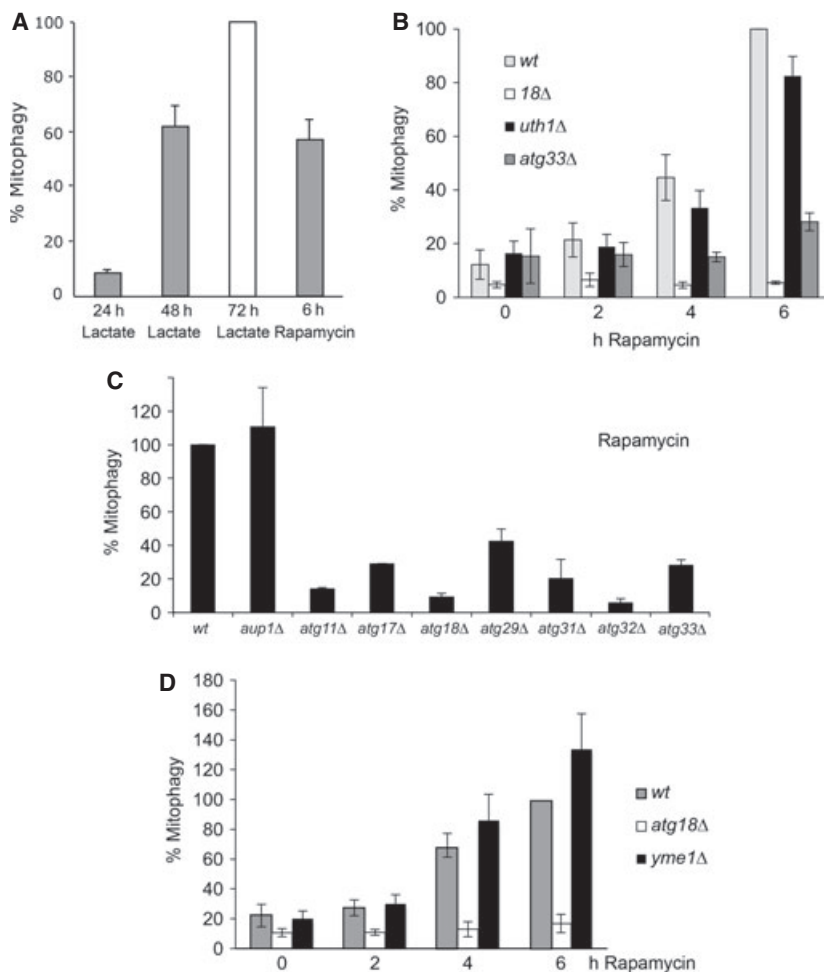 A
% Mitophagy
100
80
60
40
20
0
24 h
Lactate
48 h
Lactate
72 h
Lactate
6 h
Rapamycin
B
% Mitophagy
100
80
60
40
20
0
wt
18Δ
uth1Δ
atg33Δ
0 2 4 6
h Rapamycin
C
% Mitophagy
120
100
80
60
40
20
0
Rapamycin
wt aup1Δ atg11Δ atg17Δ atg18Δ atg29Δ atg31Δ atg32Δ atg33Δ
D
% Mitophagy
180
160
140
120
100
80
60
40
20
0
wt
atg18Δ
yme1Δ
0 2 4 6 h Rapamycin